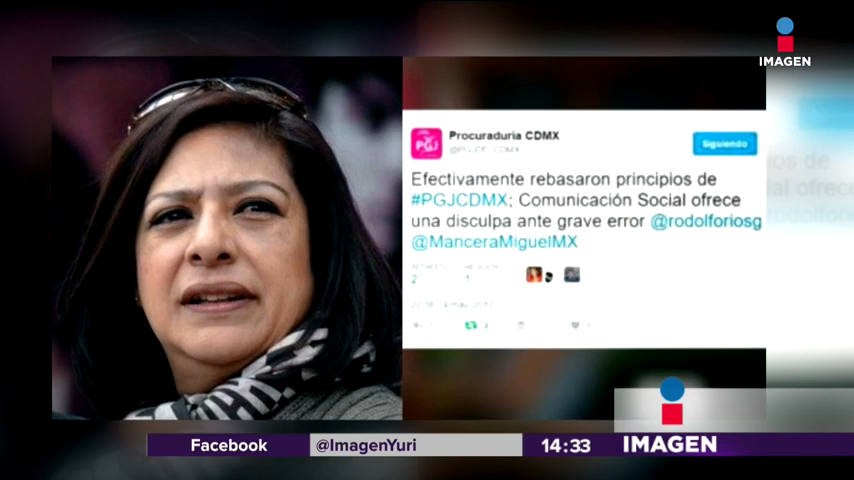 IMAGEN
PGJ
Procuraduría CDMX
Siguiendo
Efectivamente rebasaron principios de
#PGJCDMX; Comunicación Social ofrece
una disculpa ante grave error @rodolforiosg
@ManceraMiguelMX
2 1
Facebook @ImagenYuri 14:33 IMAGEN